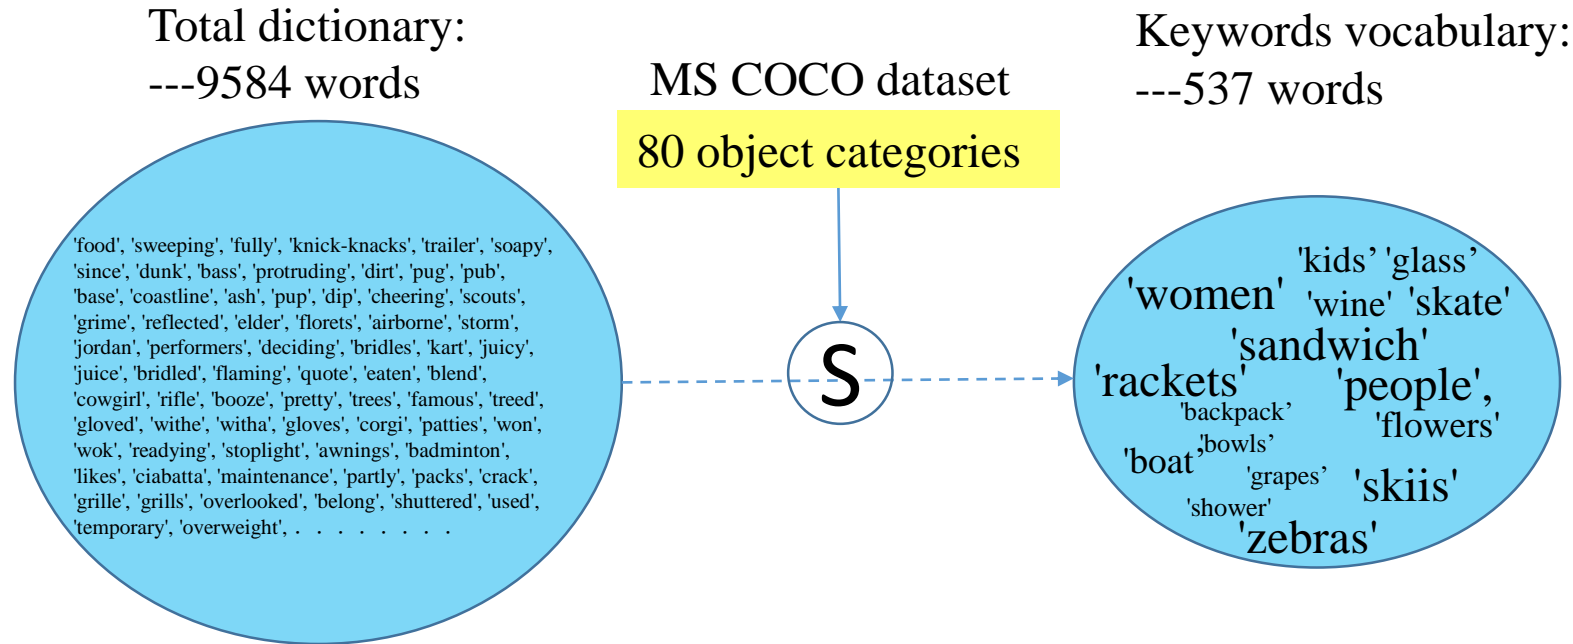 Total dictionary:
---9584 words
MS COCO dataset
80 object categories
Keywords vocabulary:
---537 words
'food', 'sweeping', 'fully', 'knick-knacks', 'trailer', 'soapy',
'since', 'dunk', 'bass', 'protruding', 'dirt', 'pug', 'pub',
'base', 'coastline', 'ash', 'pup', 'dip', 'cheering', 'scouts',
'grime', 'reflected', 'elder', 'florets', 'airborne', 'storm',
'jordan', 'performers', 'deciding', 'bridles', 'kart', 'juicy',
'juice', 'bridled', 'flaming', 'quote', 'eaten', 'blend',
'cowgirl', 'rifle', 'booze', 'pretty', 'trees', 'famous', 'treed',
'gloved', 'withe', 'witha', 'gloves', 'corgi', 'patties', 'won',
'wok', 'readying', 'stoplight', 'awnings', 'badminton',
'likes', 'ciabatta', 'maintenance', 'partly', 'packs', 'crack',
'grille', 'grills', 'overlooked', 'belong', 'shuttered', 'used',
'temporary', 'overweight', . . . . . . . .
S
'kids’ 'glass’
'women' 'wine' 'skate'
'sandwich'
'rackets' 'people',
'backpack’
'flowers'
'bowls’
'boat’
'grapes’
'skiis'
'shower'
'zebras'